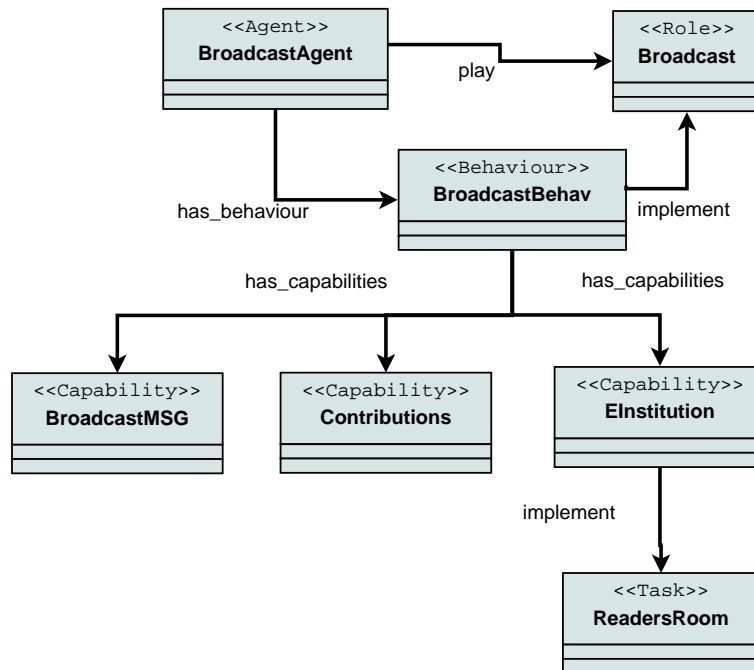 <<Agent>>
BroadcastAgent
<<Role>>
Broadcast
play
<<Behaviour>>
BroadcastBehav
has_behaviour
implement
has_capabilities
has_capabilities
<<Capability>>
BroadcastMSG
<<Capability>>
Contributions
<<Capability>>
EInstitution
implement
<<Task>>
ReadersRoom